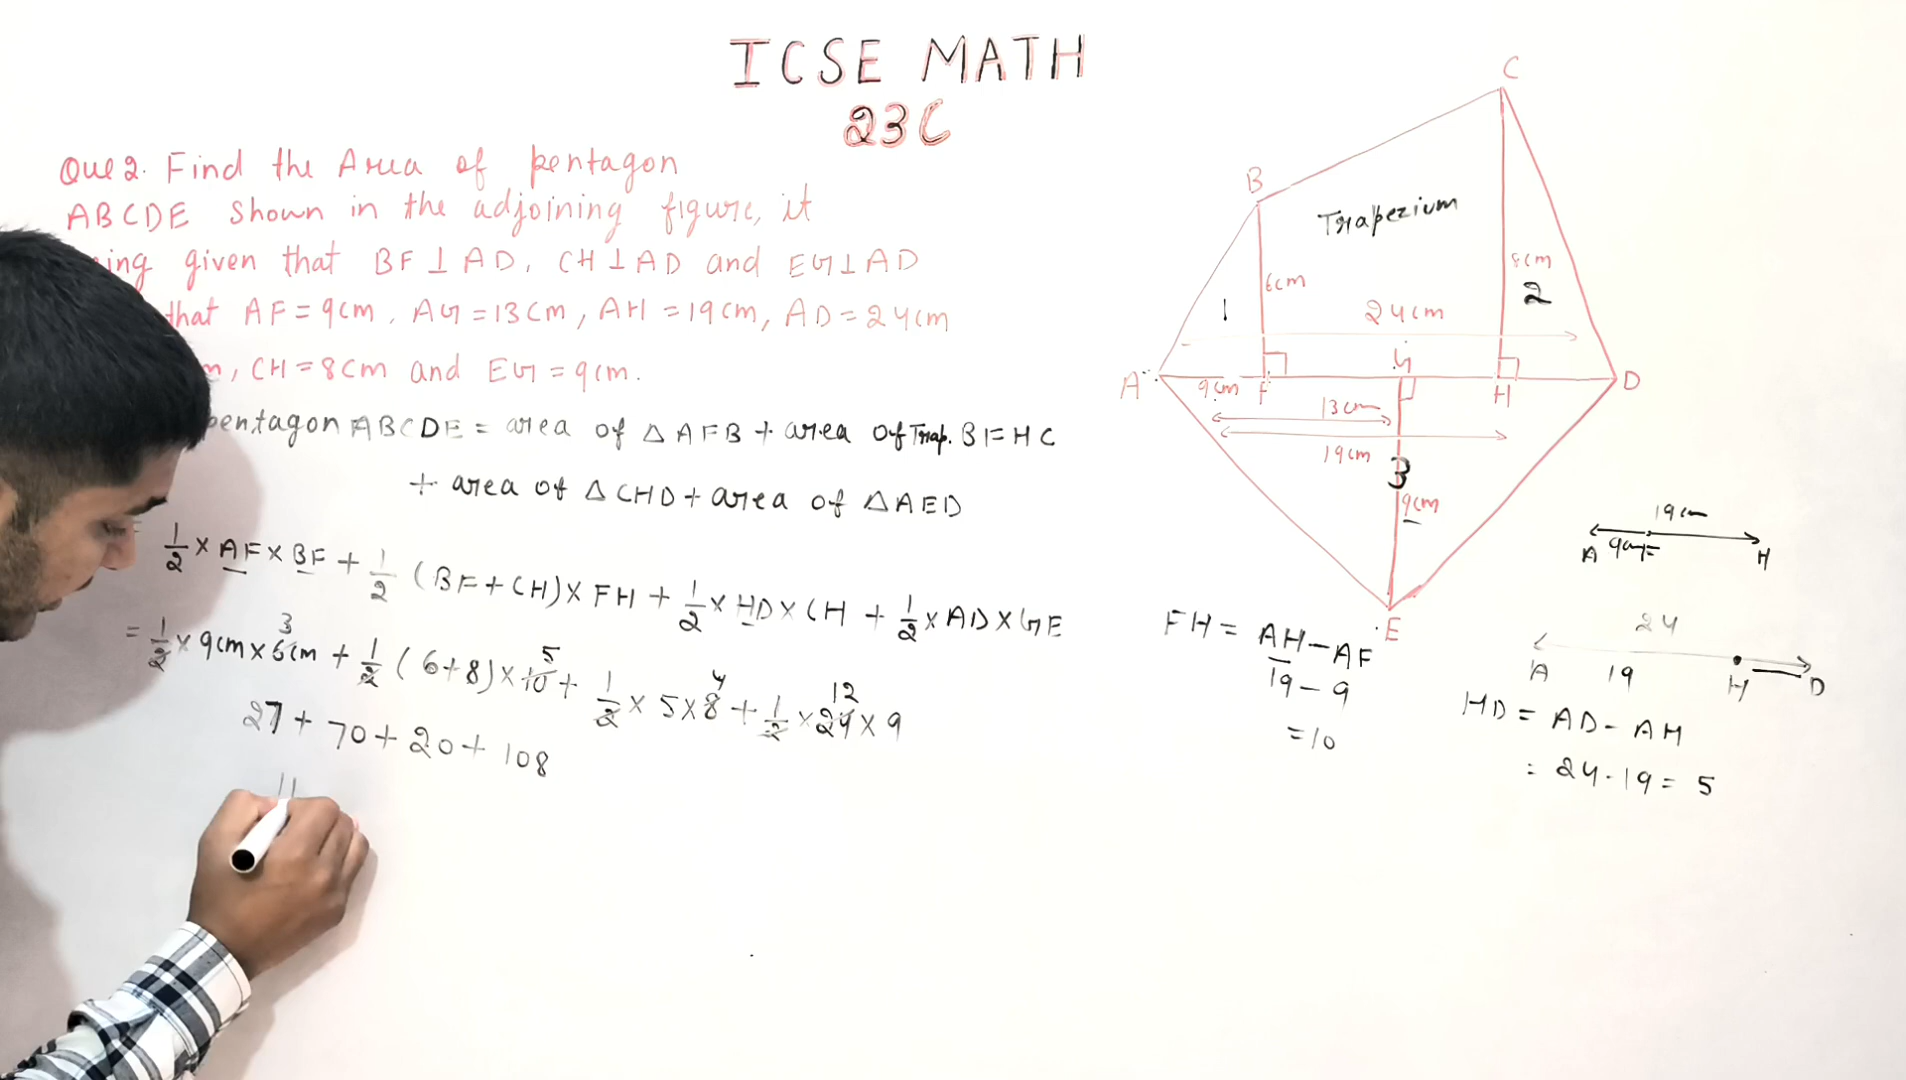 ICSE MATH
23C
Que 2. Find the Area of pentagon
ABCDE shown in the adjoining figure, it
ing given that BF ⊥ AD, CH ⊥ AD and EG ⊥ AD
that AF = 9cm, AG = 13cm, AH = 19cm, AD = 24cm
m, CH = 8cm and EG = 9cm.
pentagon ABCDE = area of △ AFB + area of Trap. BFHC
+ area of △ CHD + area of △ AED
1/2 × AF × BF + 1/2 (BF + CH) × FH + 1/2 × HD × CH + 1/2 × AD × GE
= 1/2 × 9cm × 6cm 3 + 1/2 (6+8) × 10 5 + 1/2 × 5 × 8 4 + 1/2 × 24 12 × 9
27 + 70 + 20 + 108
C
B
Trapezium
6cm
8cm
1
2
24cm
A
9cm
F
G
H
D
13cm
19cm
3
9cm
E
19cm
A 9cm H
FH = AH - AF
19 - 9
= 10
24
A 19 H D
HD = AD - AH
= 24 - 19 = 5